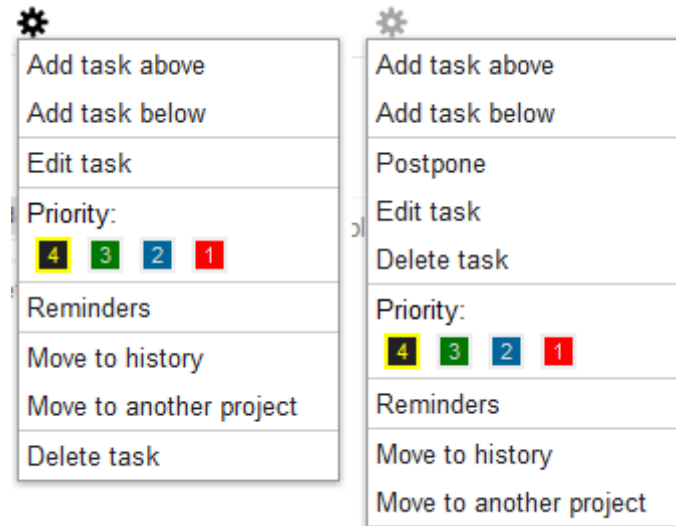 Add task above
Add task below
Edit task
Priority:
4 3 2 1
Reminders
Move to history
Move to another project
Delete task
Add task above
Add task below
Postpone
Edit task
Delete task
Priority:
4 3 2 1
Reminders
Move to history
Move to another project